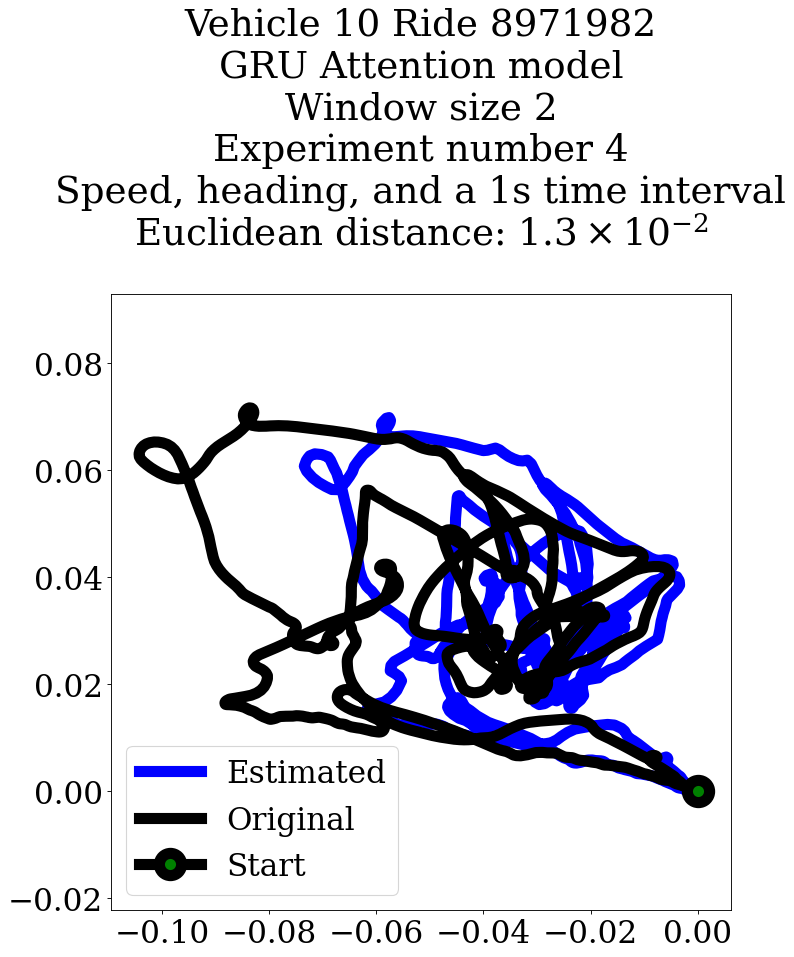 Vehicle 10 Ride 8971982
GRU Attention model
Window size 2
Experiment number 4
Speed, heading, and a 1s time interval
Euclidean distance: 1.3 × 10⁻²
0.08
0.06
0.04
0.02
0.00
−0.02
Estimated
Original
Start
−0.10 −0.08 −0.06 −0.04 −0.02 0.00